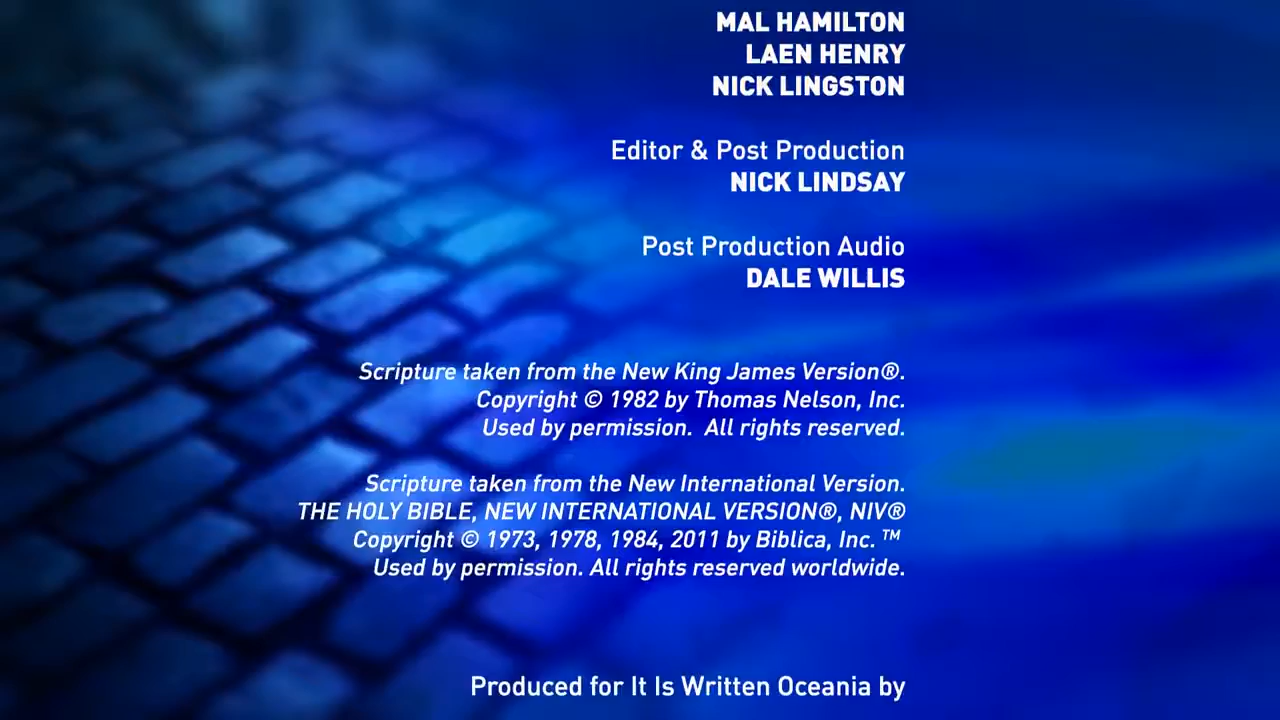 MAL HAMILTON
LAEN HENRY
NICK LINGSTON
Editor & Post Production
NICK LINDSAY
Post Production Audio
DALE WILLIS
Scripture taken from the New King James Version®.
Copyright © 1982 by Thomas Nelson, Inc.
Used by permission.  All rights reserved.
Scripture taken from the New International Version.
THE HOLY BIBLE, NEW INTERNATIONAL VERSION®, NIV®
Copyright © 1973, 1978, 1984, 2011 by Biblica, Inc. ™
Used by permission. All rights reserved worldwide.
Produced for It Is Written Oceania by